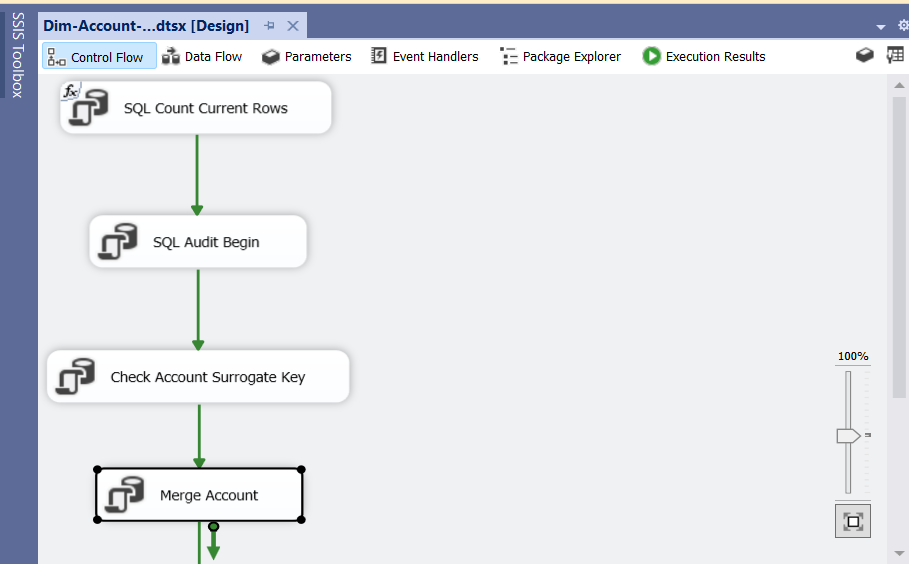 SSIS Toolbox
Dim-Account-...dtsx [Design]
Control Flow
Data Flow
Parameters
Event Handlers
Package Explorer
Execution Results
fx
SQL Count Current Rows
SQL Audit Begin
Check Account Surrogate Key
Merge Account
100%